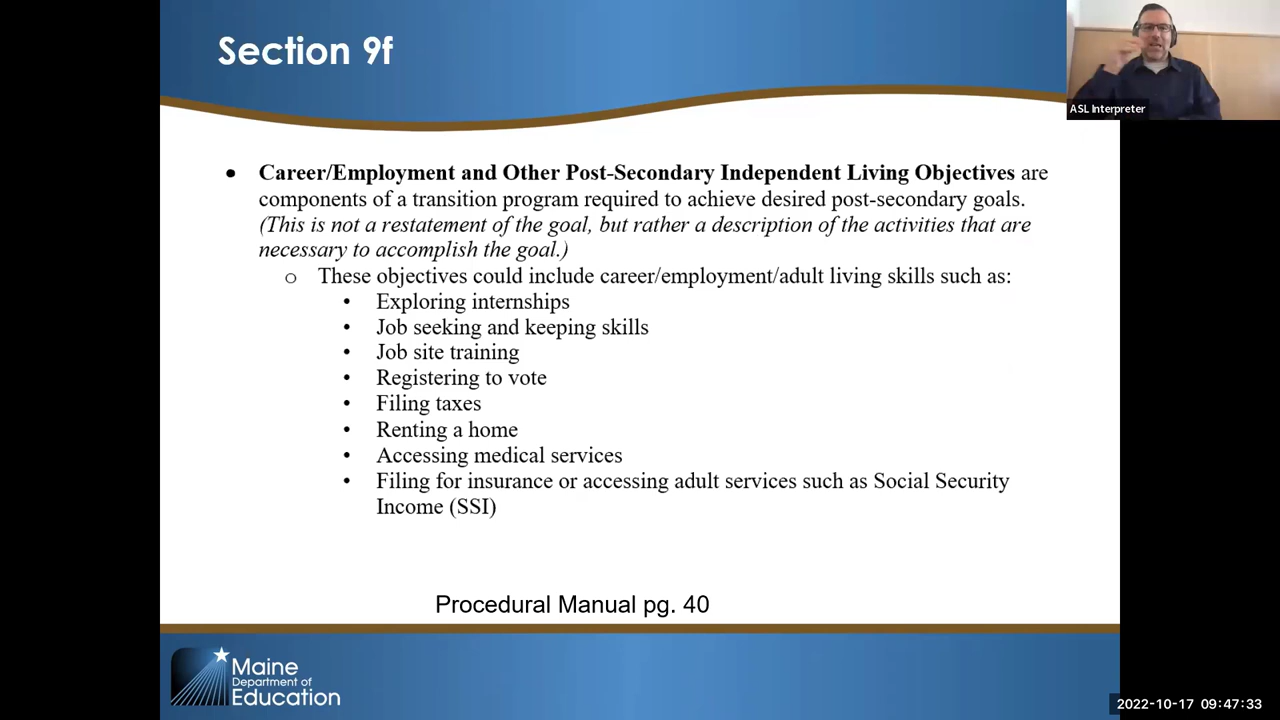 Section 9f
ASL Interpreter
• Career/Employment and Other Post-Secondary Independent Living Objectives are
components of a transition program required to achieve desired post-secondary goals.
(This is not a restatement of the goal, but rather a description of the activities that are
necessary to accomplish the goal.)
o These objectives could include career/employment/adult living skills such as:
• Exploring internships
• Job seeking and keeping skills
• Job site training
• Registering to vote
• Filing taxes
• Renting a home
• Accessing medical services
• Filing for insurance or accessing adult services such as Social Security
Income (SSI)
Procedural Manual pg. 40
Maine
Department of
Education
2022-10-17 09:47:33